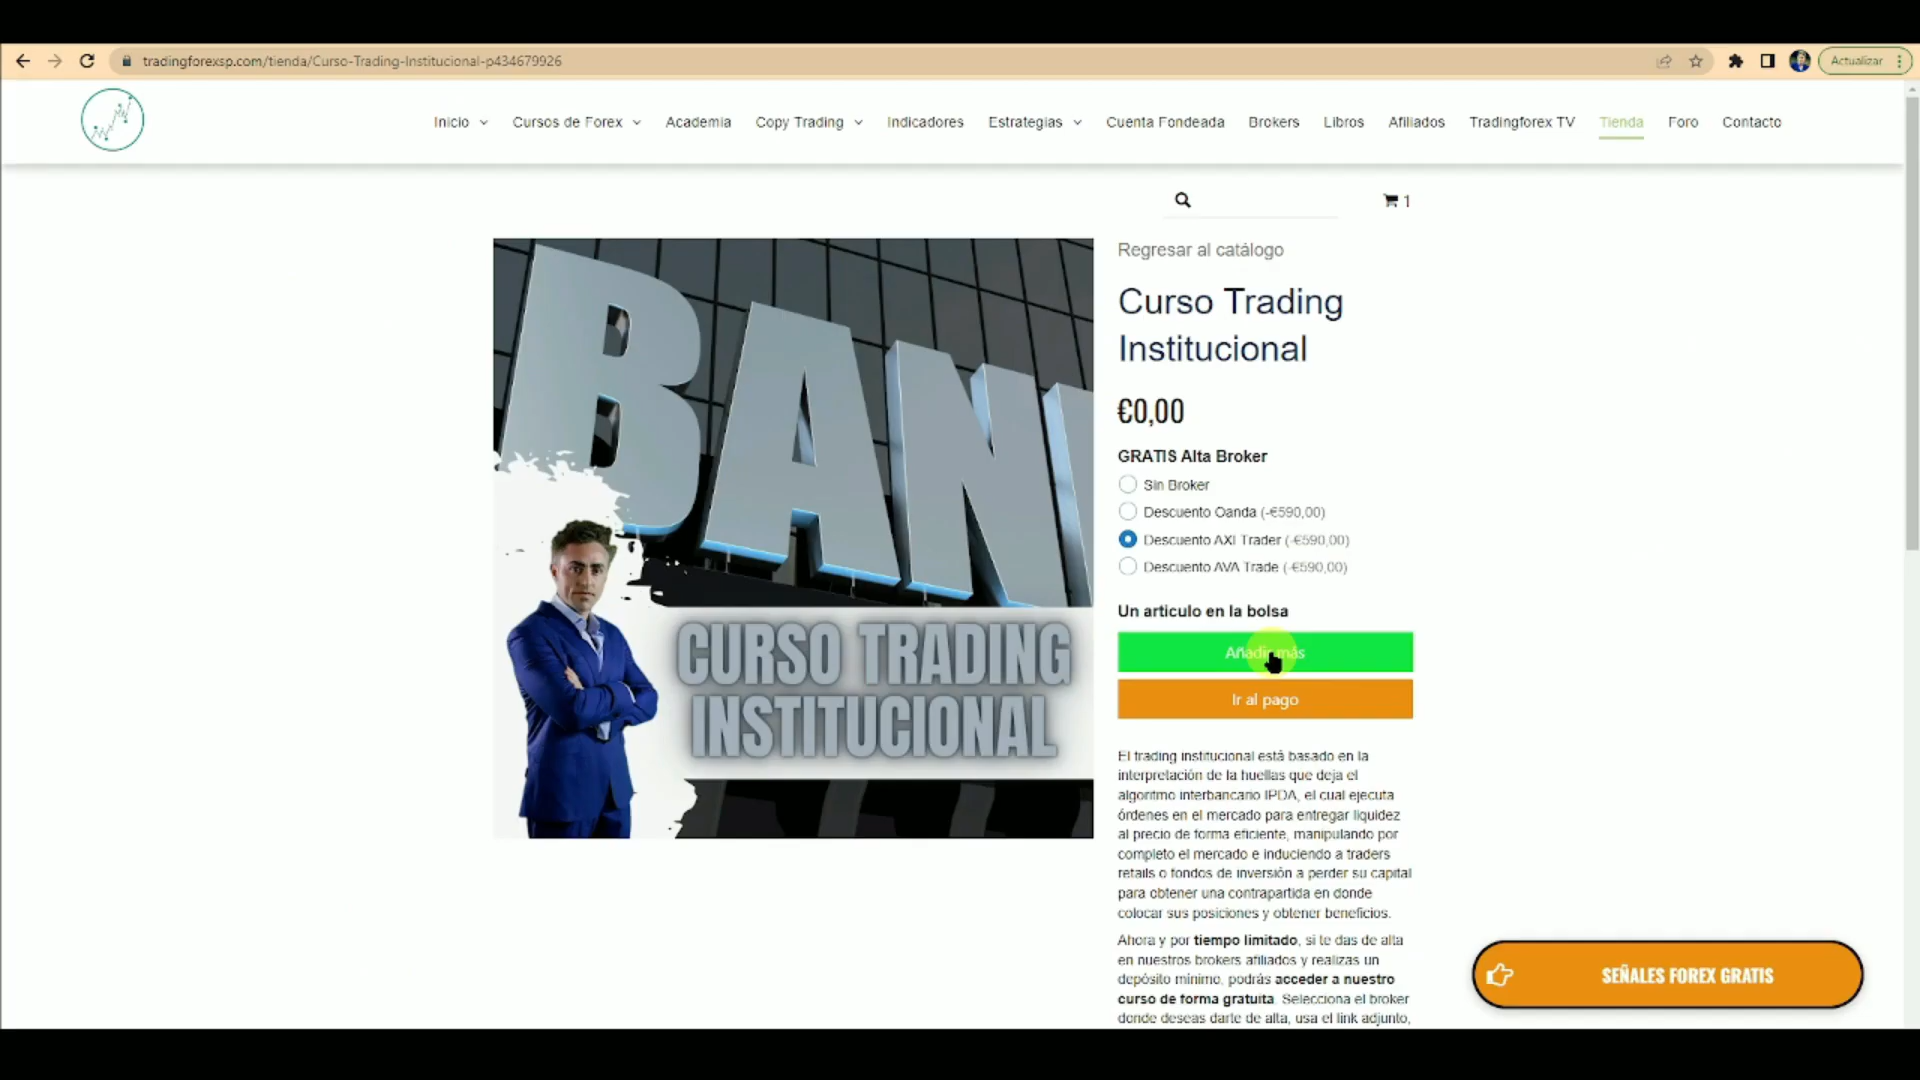 tradingforexsp.com/tienda/Curso-Trading-Institucional-p434679926
Actualizar
Inicio
Cursos de Forex
Academia
Copy Trading
Indicadores
Estrategias
Cuenta Fondeada
Brokers
Libros
Afiliados
Tradingforex TV
Tienda
Foro
Contacto
1
Regresar al catálogo
Curso Trading
Institucional
€0,00
GRATIS Alta Broker
Sin Broker
Descuento Oanda (-€590,00)
Descuento AXI Trader (-€590,00)
Descuento AVA Trade (-€590,00)
Un articulo en la bolsa
Añadir más
Ir al pago
BAN
CURSO TRADING
INSTITUCIONAL
El trading institucional está basado en la
interpretación de la huellas que deja el
algoritmo interbancario IPDA, el cual ejecuta
órdenes en el mercado para entregar liquidez
al precio de forma eficiente, manipulando por
completo el mercado e induciendo a traders
retails o fondos de inversión a perder su capital
para obtener una contrapartida en donde
colocar sus posiciones y obtener beneficios.
Ahora y por tiempo limitado, si te das de alta
en nuestros brokers afiliados y realizas un
depósito mínimo, podrás acceder a nuestro
curso de forma gratuita. Selecciona el broker
donde deseas darte de alta, usa el link adjunto,
SEÑALES FOREX GRATIS